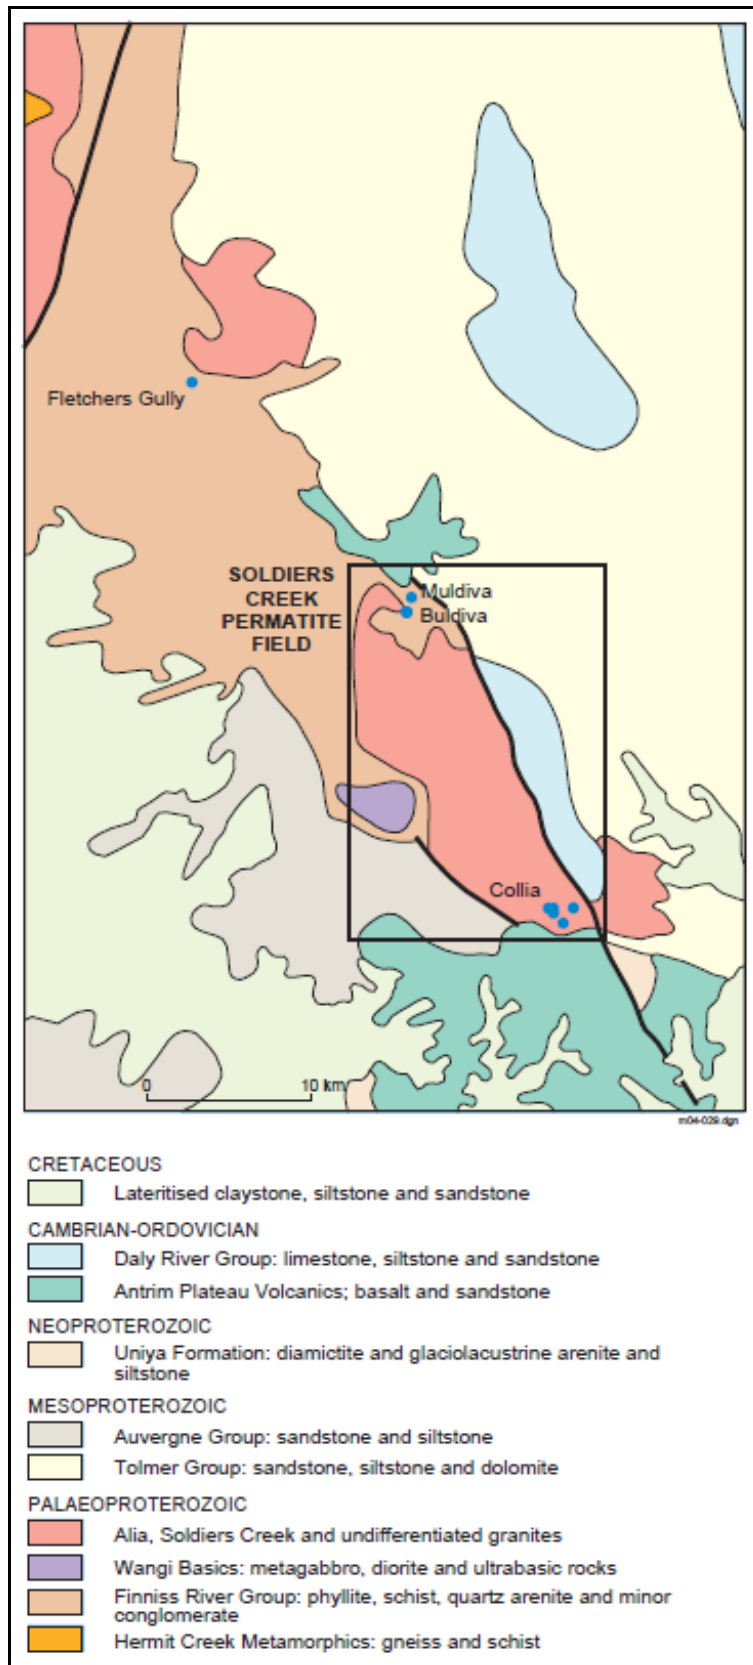 Fletchers Gully
SOLDIERS
CREEK
PERMATITE
FIELD
Muldiva
Buldiva
Collia
0 10 km
m04-029.dgn
CRETACEOUS
Lateritised claystone, siltstone and sandstone
CAMBRIAN-ORDOVICIAN
Daly River Group: limestone, siltstone and sandstone
Antrim Plateau Volcanics; basalt and sandstone
NEOPROTEROZOIC
Uniya Formation: diamictite and glaciolacustrine arenite and
siltstone
MESOPROTEROZOIC
Auvergne Group: sandstone and siltstone
Tolmer Group: sandstone, siltstone and dolomite
PALAEOPROTEROZOIC
Alia, Soldiers Creek and undifferentiated granites
Wangi Basics: metagabbro, diorite and ultrabasic rocks
Finniss River Group: phyllite, schist, quartz arenite and minor
conglomerate
Hermit Creek Metamorphics: gneiss and schist